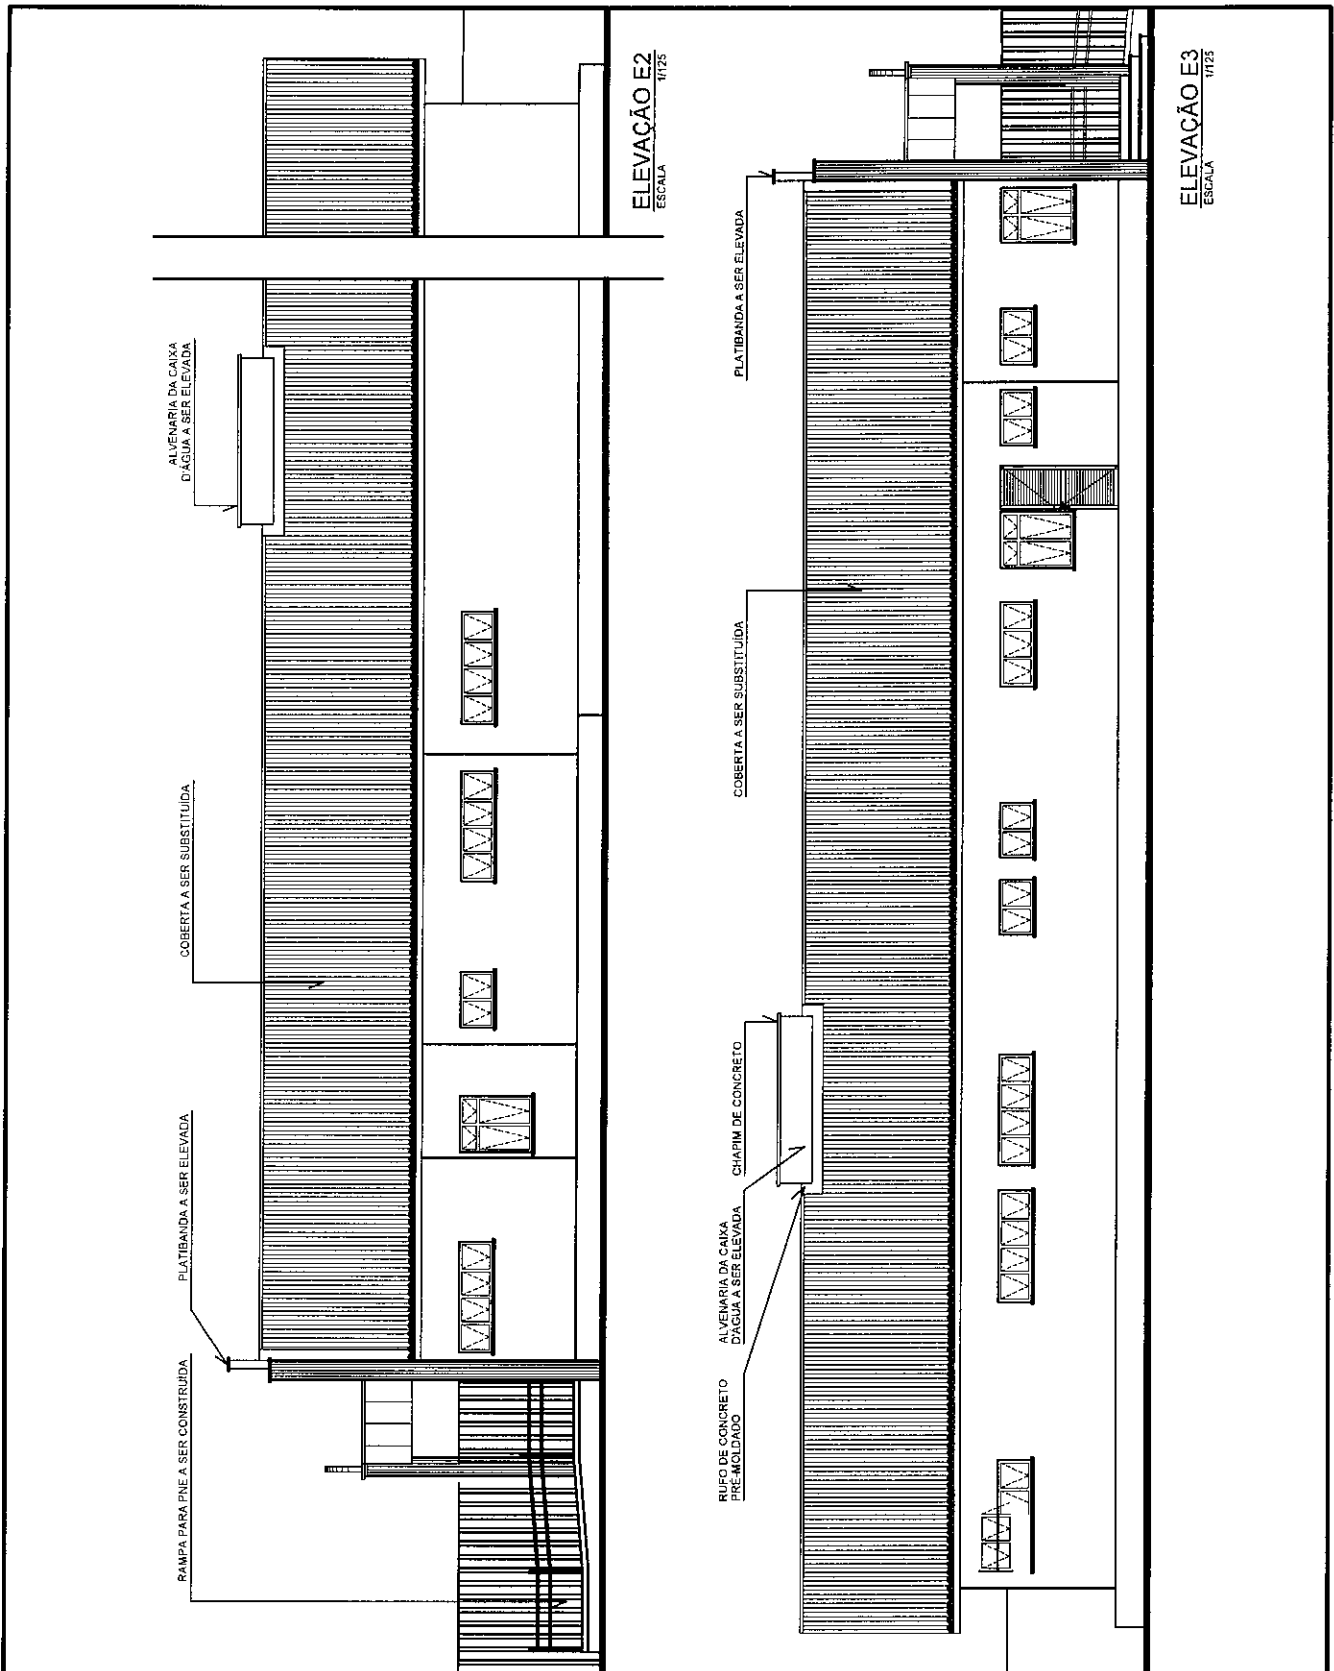 RAMPA PARA PNE A SER CONSTRUÍDA
PLATIBANDA A SER ELEVADA
COBERTA A SER SUBSTITUÍDA
ALVENARIA DA CAIXA
D'ÁGUA A SER ELEVADA
ELEVAÇÃO E2
ESCALA 1/125
RUFO DE CONCRETO
PRÉ-MOLDADO
ALVENARIA DA CAIXA
D'ÁGUA A SER ELEVADA
CHAPIM DE CONCRETO
COBERTA A SER SUBSTITUÍDA
PLATIBANDA A SER ELEVADA
ELEVAÇÃO E3
ESCALA 1/125